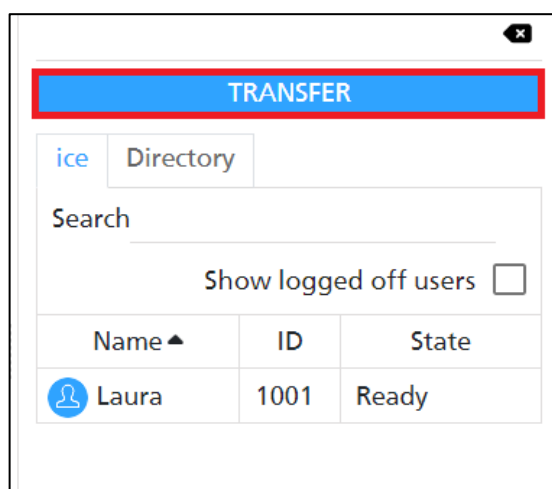 TRANSFER
ice Directory
Search
Show logged off users
Name ID State
Laura 1001 Ready